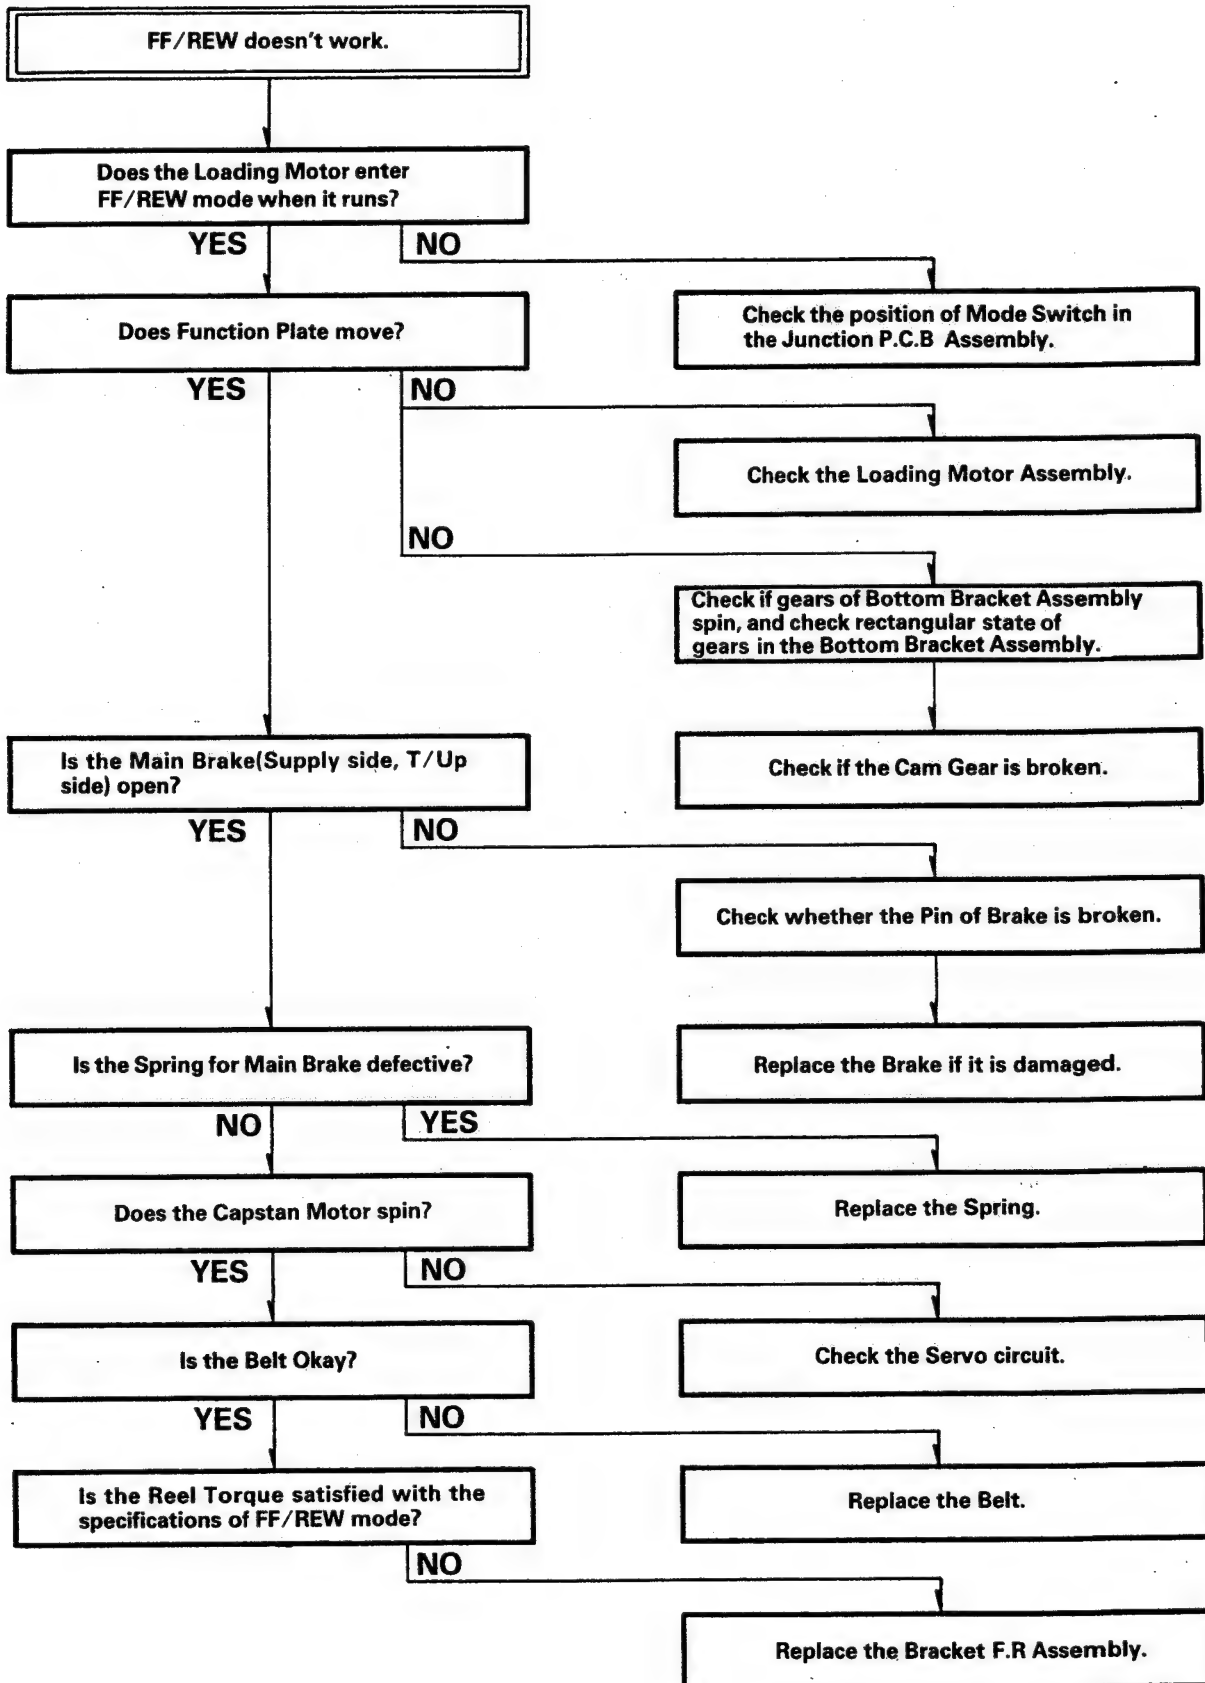 FF/REW doesn't work.
Does the Loading Motor enter
FF/REW mode when it runs?
YES
NO
Does Function Plate move?
Check the position of Mode Switch in
the Junction P.C.B Assembly.
YES
NO
Check the Loading Motor Assembly.
NO
Check if gears of Bottom Bracket Assembly
spin, and check rectangular state of
gears in the Bottom Bracket Assembly.
Is the Main Brake(Supply side, T/Up
side) open?
Check if the Cam Gear is broken.
YES
NO
Check whether the Pin of Brake is broken.
Is the Spring for Main Brake defective?
Replace the Brake if it is damaged.
NO
YES
Does the Capstan Motor spin?
Replace the Spring.
YES
NO
Is the Belt Okay?
Check the Servo circuit.
YES
NO
Is the Reel Torque satisfied with the
specifications of FF/REW mode?
Replace the Belt.
NO
Replace the Bracket F.R Assembly.